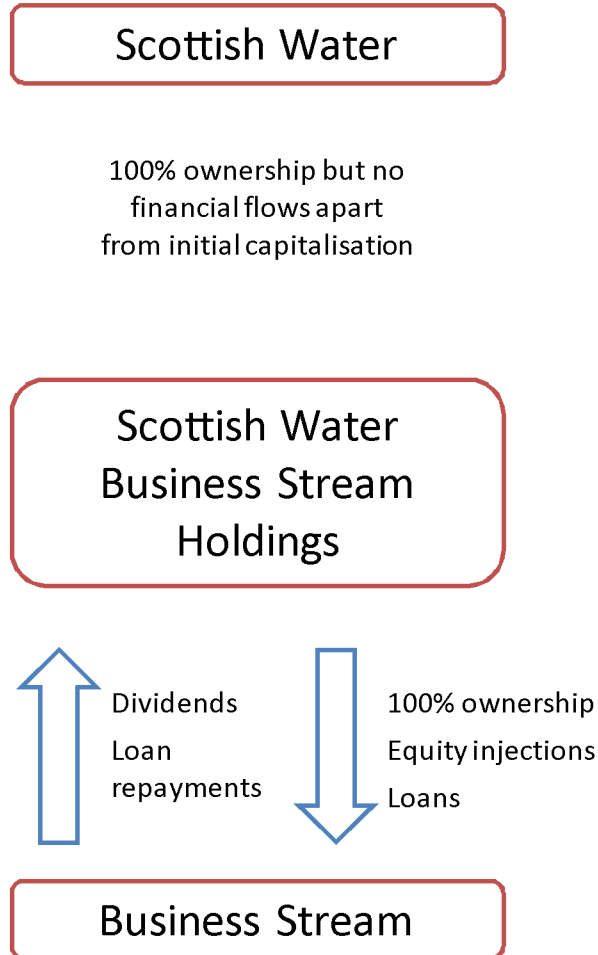 Scottish Water
100% ownership but no
financial flows apart
from initial capitalisation
Scottish Water
Business Stream
Holdings
Dividends
Loan
repayments
100% ownership
Equity injections
Loans
Business Stream